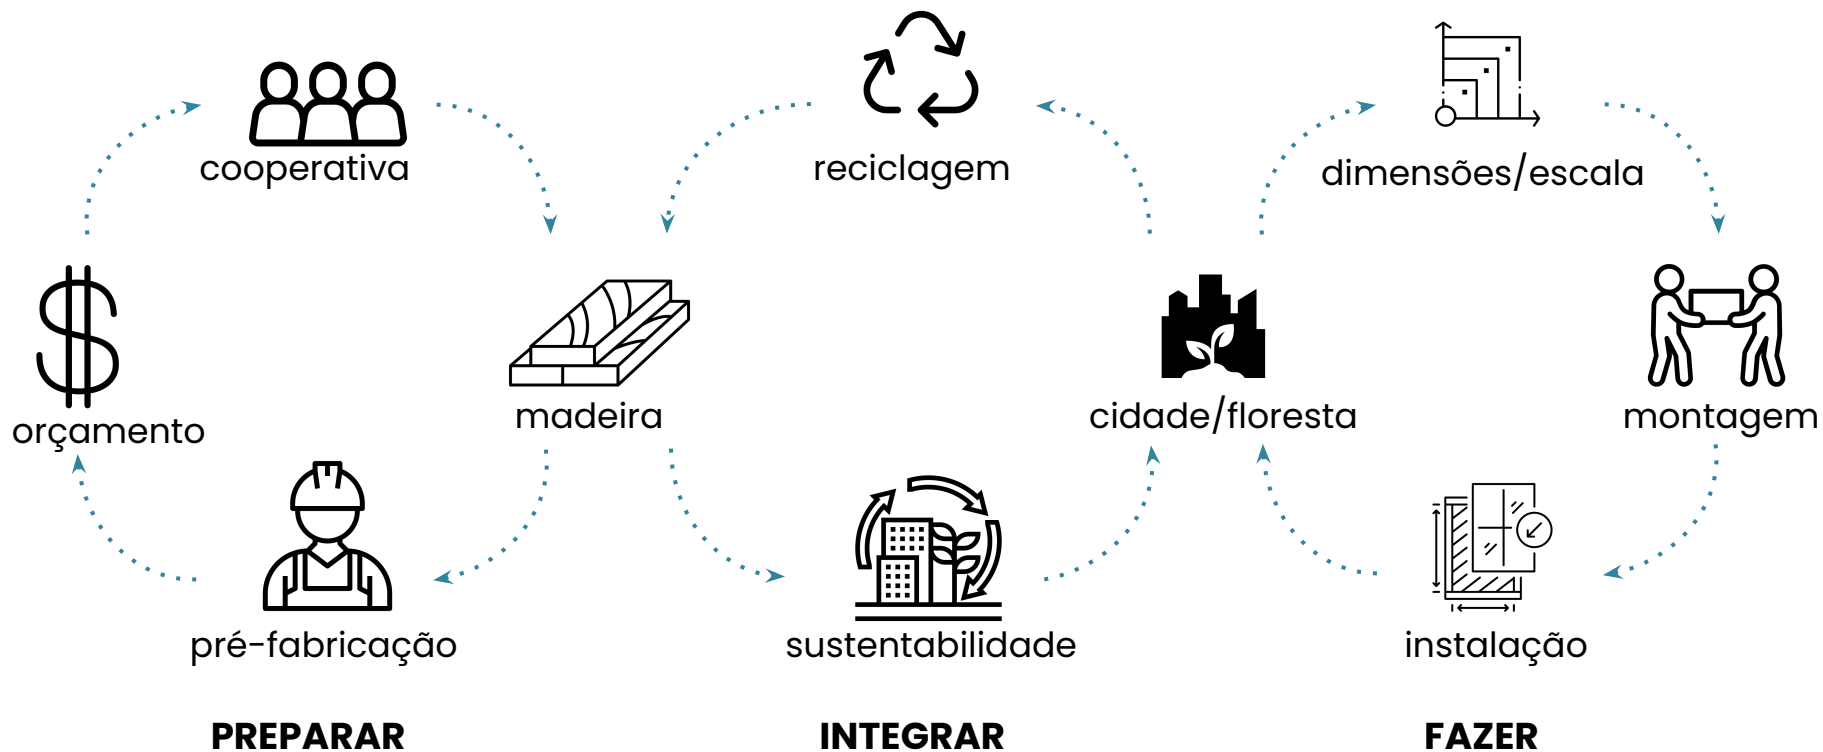 cooperativa
reciclagem
dimensões/escala
orçamento
madeira
cidade/floresta
montagem
pré-fabricação
sustentabilidade
instalação
PREPARAR
INTEGRAR
FAZER